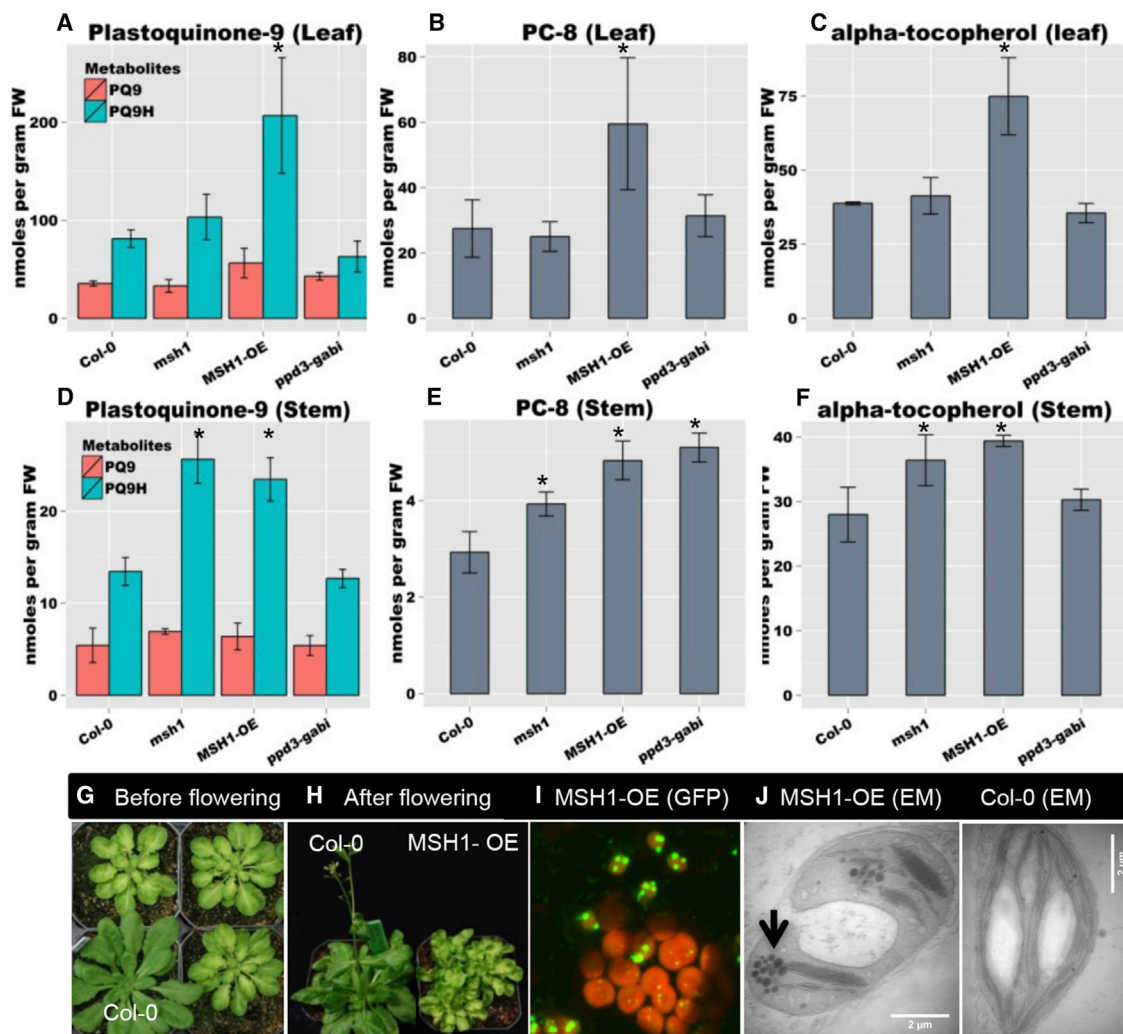 A
Plastoquinone-9 (Leaf)
*
Metabolites
PQ9
PQ9H
nmoles per gram FW
200
100
0
Col-0
msh1
MSH1-OE
ppd3-gabi
B
PC-8 (Leaf)
*
nmoles per gram FW
80
60
40
20
0
Col-0
msh1
MSH1-OE
ppd3-gabi
C
alpha-tocopherol (leaf)
*
nmoles per gram FW
75
50
25
0
Col-0
msh1
MSH1-OE
ppd3-gabi
D
Plastoquinone-9 (Stem)
* *
Metabolites
PQ9
PQ9H
nmoles per gram FW
20
10
0
Col-0
msh1
MSH1-OE
ppd3-gabi
E
PC-8 (Stem)
* * *
nmoles per gram FW
4
2
0
Col-0
msh1
MSH1-OE
ppd3-gabi
F
alpha-tocopherol (Stem)
* *
nmoles per gram FW
40
30
20
10
0
Col-0
msh1
MSH1-OE
ppd3-gabi
G Before flowering
Col-0
H After flowering
Col-0
MSH1- OE
I MSH1-OE (GFP)
J MSH1-OE (EM)
2 µm
Col-0 (EM)
2 µm